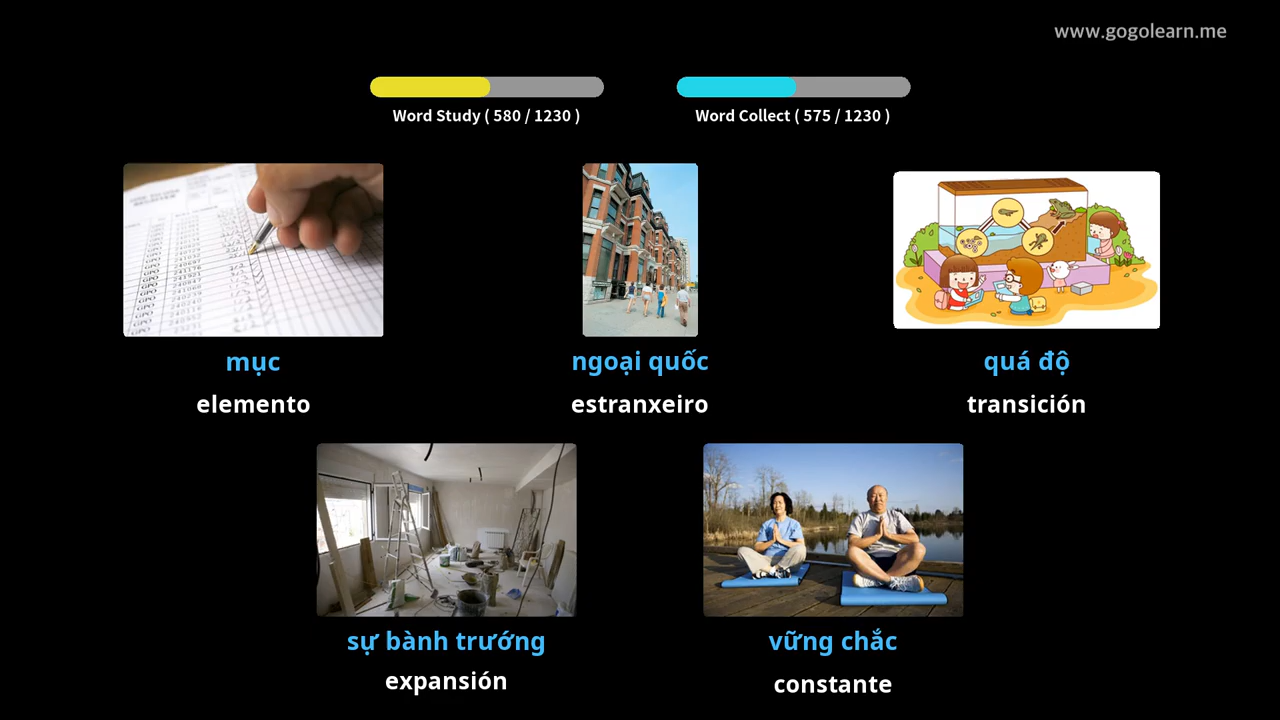 www.gogolearn.me
Word Study ( 580 / 1230 )
Word Collect ( 575 / 1230 )
mục
elemento
ngoại quốc
estranxeiro
quá độ
transición
sự bành trướng
expansión
vững chắc
constante